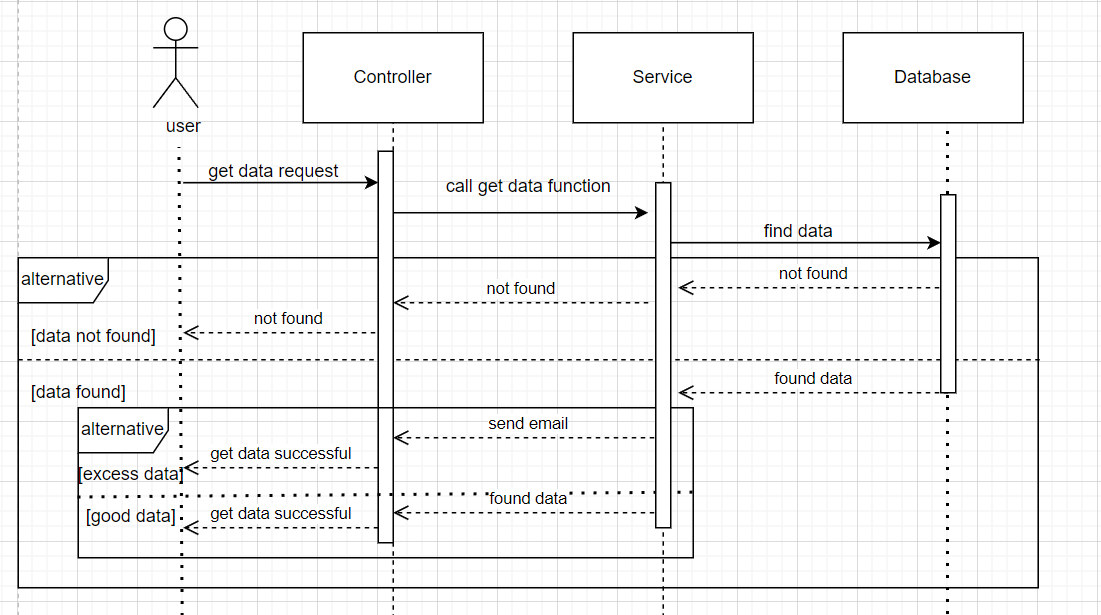 user
Controller
Service
Database
get data request
call get data function
find data
alternative
not found
not found
not found
[data not found]
[data found]
found data
alternative
send email
get data successful
[excess data]
found data
[good data]
get data successful